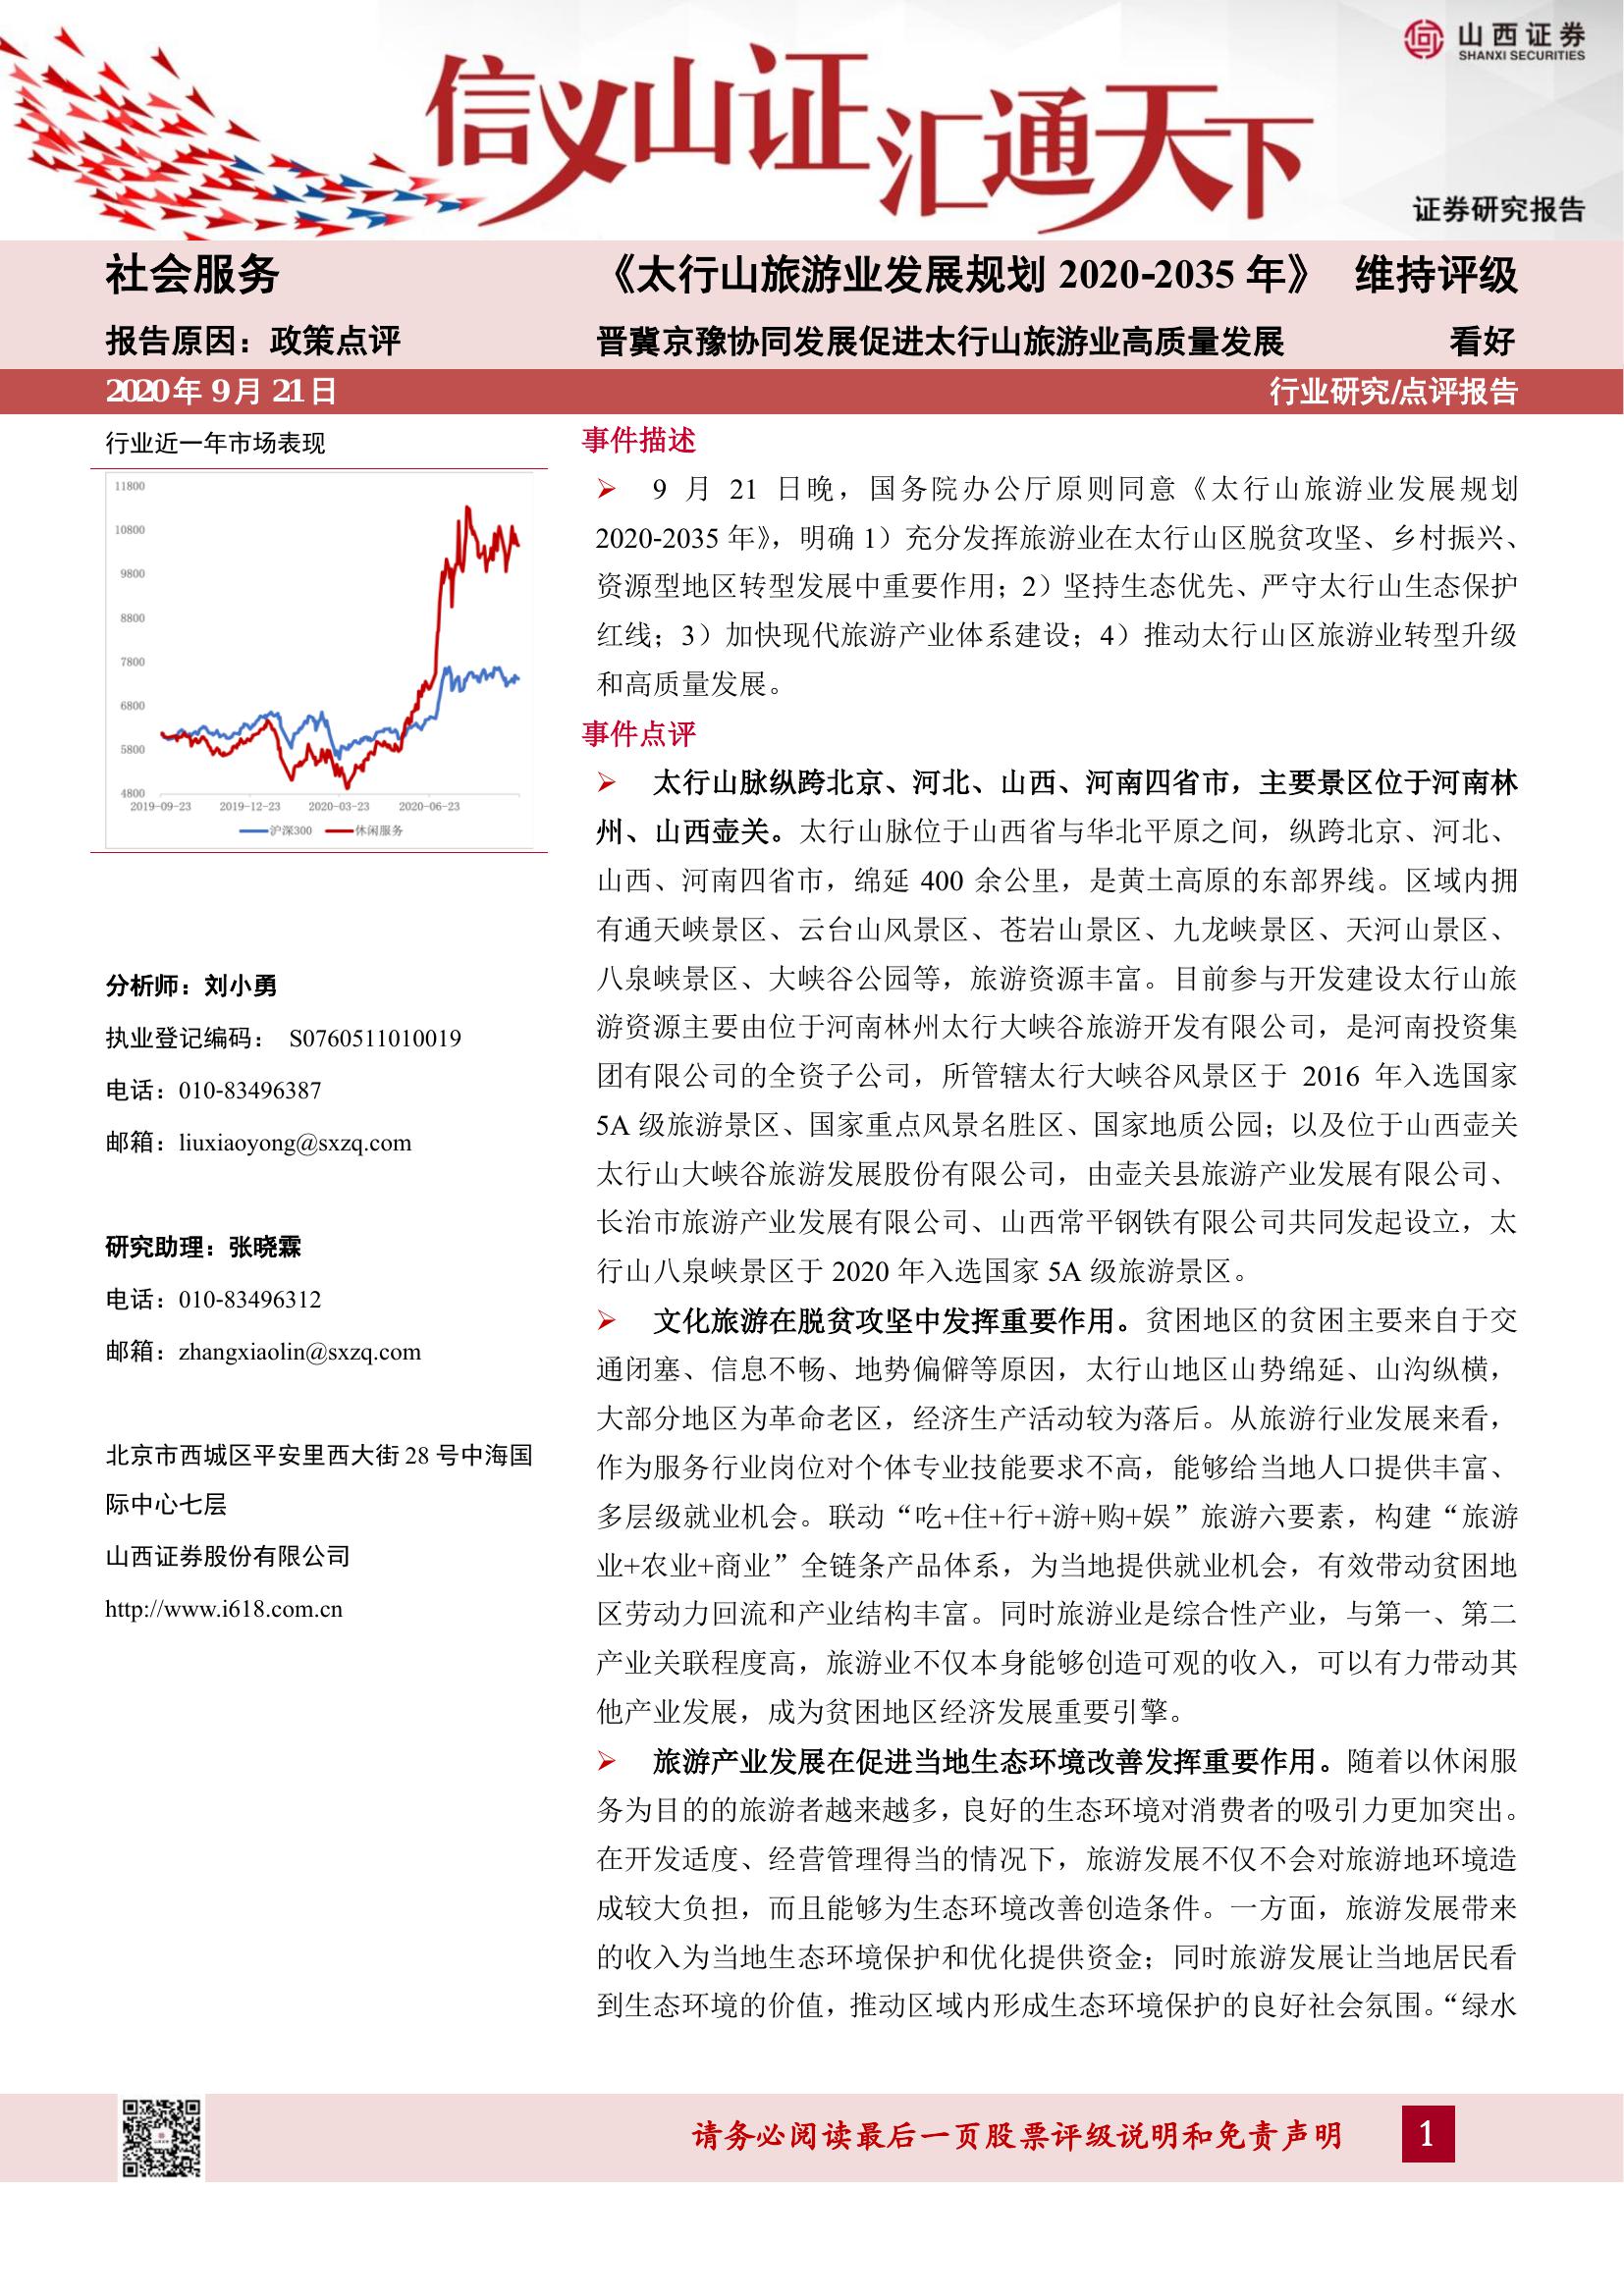 山西证券
SHANXI SECURITIES
信义山证汇通天下
证券研究报告
社会服务
《太行山旅游业发展规划 2020-2035 年》 维持评级
报告原因：政策点评
晋冀京豫协同发展促进太行山旅游业高质量发展
看好
2020 年 9 月 21 日
行业研究/点评报告
行业近一年市场表现
11800
10800
9800
8800
7800
6800
5800
4800
2019-09-23 2019-12-23 2020-03-23 2020-06-23
沪深300 休闲服务
分析师：刘小勇
执业登记编码： S0760511010019
电话：010-83496387
邮箱：liuxiaoyong@sxzq.com
研究助理：张晓霖
电话：010-83496312
邮箱：zhangxiaolin@sxzq.com
北京市西城区平安里西大街 28 号中海国
际中心七层
山西证券股份有限公司
http://www.i618.com.cn
事件描述
9 月 21 日晚，国务院办公厅原则同意《太行山旅游业发展规划
2020-2035 年》，明确 1）充分发挥旅游业在太行山区脱贫攻坚、乡村振兴、
资源型地区转型发展中重要作用；2）坚持生态优先、严守太行山生态保护
红线；3）加快现代旅游产业体系建设；4）推动太行山区旅游业转型升级
和高质量发展。
事件点评
太行山脉纵跨北京、河北、山西、河南四省市，主要景区位于河南林
州、山西壶关。太行山脉位于山西省与华北平原之间，纵跨北京、河北、
山西、河南四省市，绵延 400 余公里，是黄土高原的东部界线。区域内拥
有通天峡景区、云台山风景区、苍岩山景区、九龙峡景区、天河山景区、
八泉峡景区、大峡谷公园等，旅游资源丰富。目前参与开发建设太行山旅
游资源主要由位于河南林州太行大峡谷旅游开发有限公司，是河南投资集
团有限公司的全资子公司，所管辖太行大峡谷风景区于 2016 年入选国家
5A 级旅游景区、国家重点风景名胜区、国家地质公园；以及位于山西壶关
太行山大峡谷旅游发展股份有限公司，由壶关县旅游产业发展有限公司、
长治市旅游产业发展有限公司、山西常平钢铁有限公司共同发起设立，太
行山八泉峡景区于 2020 年入选国家 5A 级旅游景区。
文化旅游在脱贫攻坚中发挥重要作用。贫困地区的贫困主要来自于交
通闭塞、信息不畅、地势偏僻等原因，太行山地区山势绵延、山沟纵横，
大部分地区为革命老区，经济生产活动较为落后。从旅游行业发展来看，
作为服务行业岗位对个体专业技能要求不高，能够给当地人口提供丰富、
多层级就业机会。联动“吃+住+行+游+购+娱”旅游六要素，构建“旅游
业+农业+商业”全链条产品体系，为当地提供就业机会，有效带动贫困地
区劳动力回流和产业结构丰富。同时旅游业是综合性产业，与第一、第二
产业关联程度高，旅游业不仅本身能够创造可观的收入，可以有力带动其
他产业发展，成为贫困地区经济发展重要引擎。
旅游产业发展在促进当地生态环境改善发挥重要作用。随着以休闲服
务为目的的旅游者越来越多，良好的生态环境对消费者的吸引力更加突出。
在开发适度、经营管理得当的情况下，旅游发展不仅不会对旅游地环境造
成较大负担，而且能够为生态环境改善创造条件。一方面，旅游发展带来
的收入为当地生态环境保护和优化提供资金；同时旅游发展让当地居民看
到生态环境的价值，推动区域内形成生态环境保护的良好社会氛围。“绿水
请务必阅读最后一页股票评级说明和免责声明
1